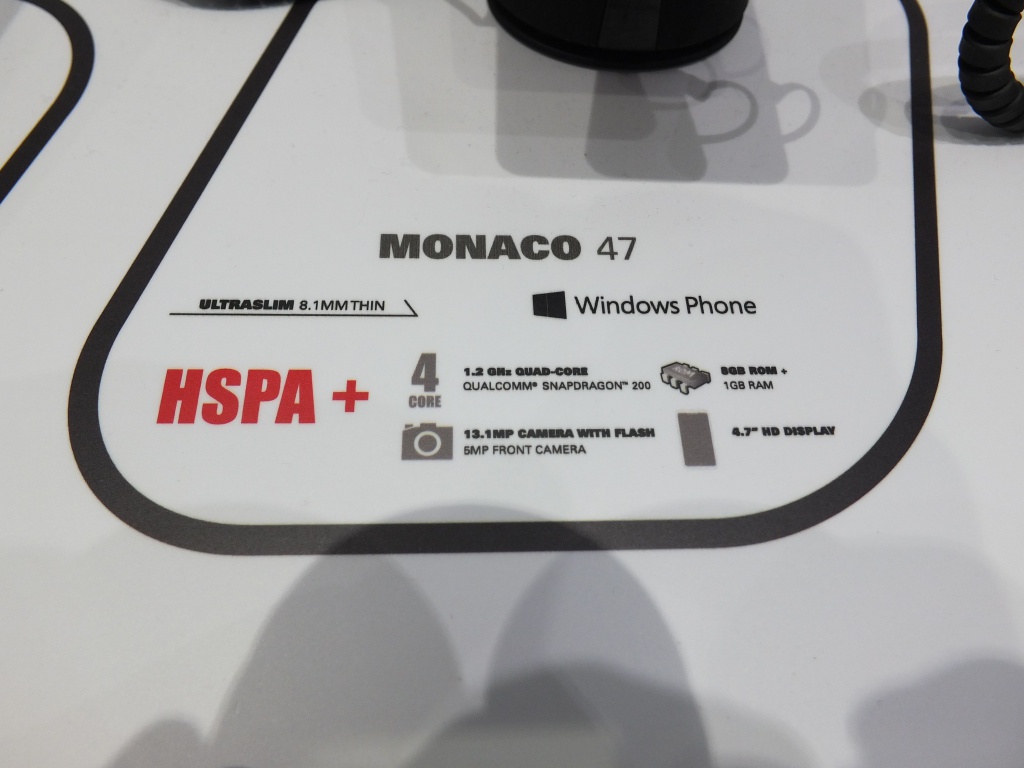 MONACO 47
ULTRASLIM 8.1MM THIN
Windows Phone
HSPA +
4
CORE
1.2 GHz QUAD-CORE
QUALCOMM® SNAPDRAGON™ 200
8GB ROM +
1GB RAM
13.1MP CAMERA WITH FLASH
5MP FRONT CAMERA
4.7" HD DISPLAY